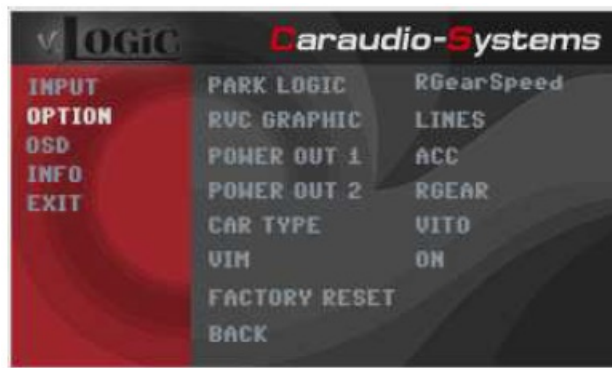 v.LOGiC Caraudio-Systems
INPUT
OPTION
OSD
INFO
EXIT
PARK LOGIC RGearSpeed
RVC GRAPHIC LINES
POWER OUT 1 ACC
POWER OUT 2 RGEAR
CAR TYPE VITO
VIM ON
FACTORY RESET
BACK